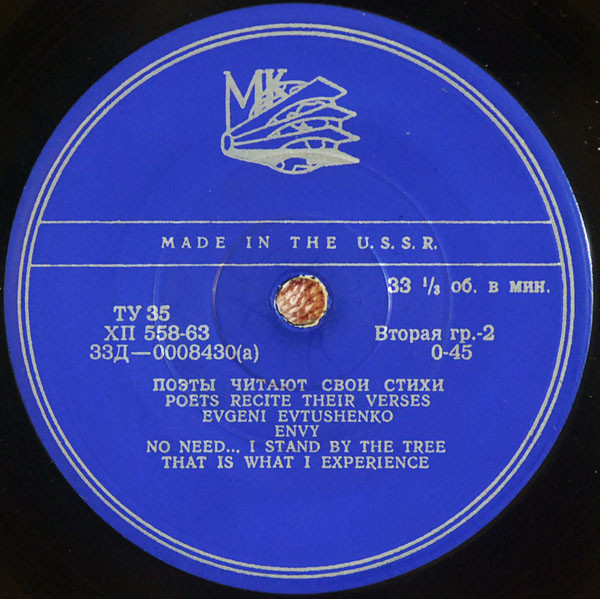 МК
MADE IN THE U.S.S.R.
33 ⅓ об. в мин.
ТУ 35
ХП 558-63
33Д—0008430(а)
Вторая гр.-2
0-45
ПОЭТЫ ЧИТАЮТ СВОИ СТИХИ
POETS RECITE THEIR VERSES
EVGENI EVTUSHENKO
ENVY
NO NEED... I STAND BY THE TREE
THAT IS WHAT I EXPERIENCE